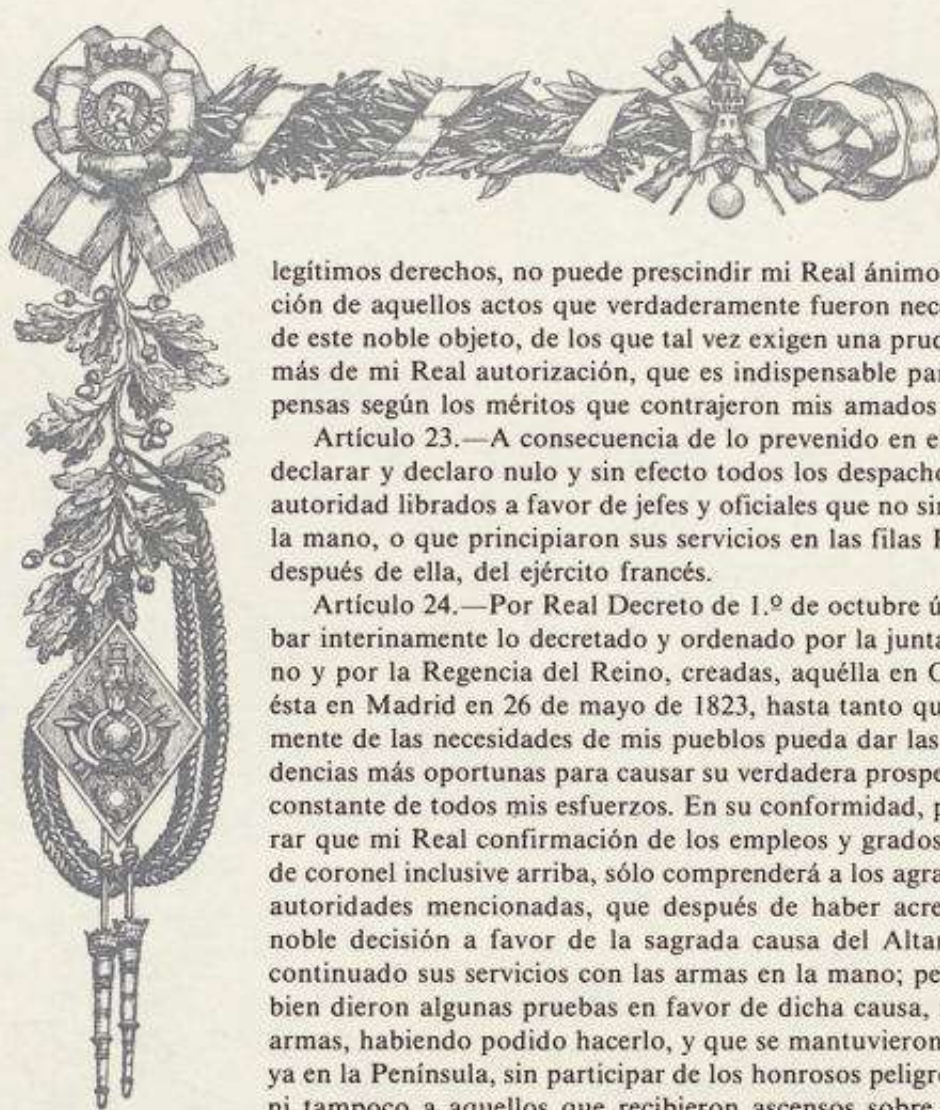 legítimos derechos, no puede prescindir mi Real ánimo
ción de aquellos actos que verdaderamente fueron nec
de este noble objeto, de los que tal vez exigen una pruc
más de mi Real autorización, que es indispensable par
pensas según los méritos que contrajeron mis amados
Artículo 23.—A consecuencia de lo prevenido en e
declarar y declaro nulo y sin efecto todos los despacho
autoridad librados a favor de jefes y oficiales que no sir
la mano, o que principiaron sus servicios en las filas R
después de ella, del ejército francés.
Artículo 24.—Por Real Decreto de 1.º de octubre ú
bar interinamente lo decretado y ordenado por la junta
no y por la Regencia del Reino, creadas, aquélla en C
ésta en Madrid en 26 de mayo de 1823, hasta tanto qu
mente de las necesidades de mis pueblos pueda dar las
dencias más oportunas para causar su verdadera prospe
constante de todos mis esfuerzos. En su conformidad, p
rar que mi Real confirmación de los empleos y grados
de coronel inclusive arriba, sólo comprenderá a los agra
autoridades mencionadas, que después de haber acre
noble decisión a favor de la sagrada causa del Altar
continuado sus servicios con las armas en la mano; pe
bien dieron algunas pruebas en favor de dicha causa,
armas, habiendo podido hacerlo, y que se mantuvieron
ya en la Península, sin participar de los honrosos peligro
ni tampoco a aquellos que recibieron ascensos sobre